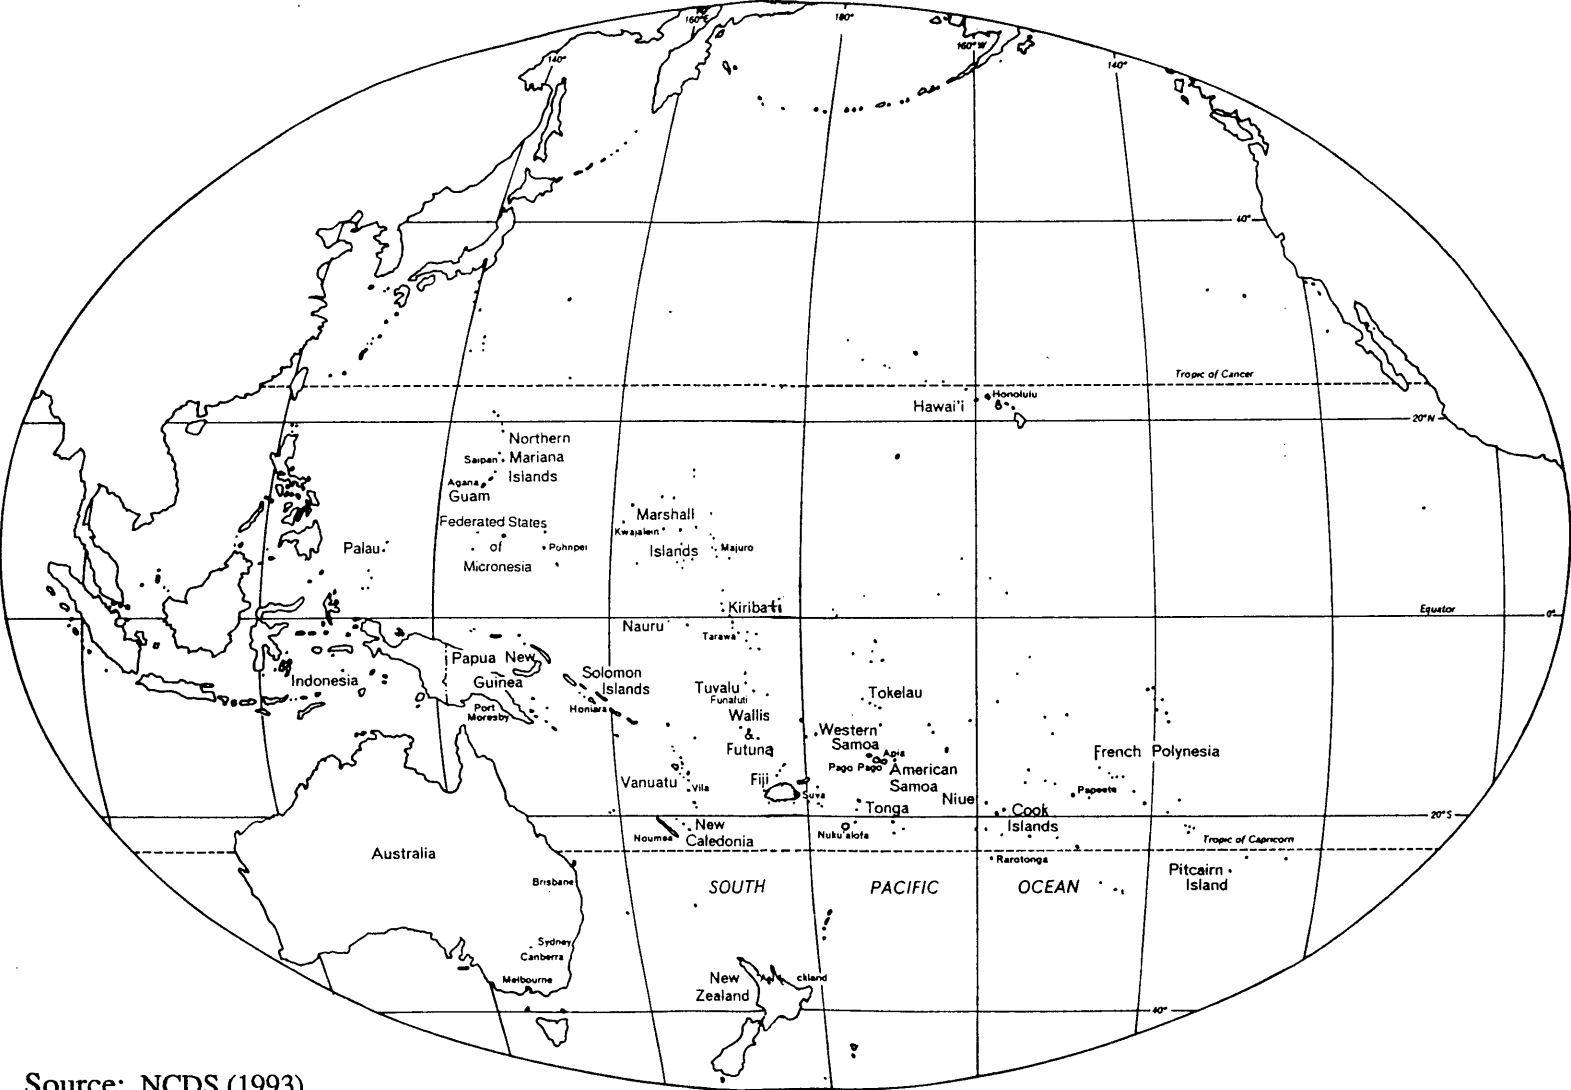 160°E
180°
160°W
140°
140°
40°
Tropic of Cancer
Honolulu
Hawai'i
20°N
Northern
Saipan
Mariana
Islands
Agana
Guam
Federated States
of
Micronesia
Pohnpei
Palau
Marshall
Kwajalein
Islands
Majuro
Kiribati
Equator
0°
Nauru
Tarawa
Papua New
Guinea
Indonesia
Solomon
Islands
Tuvalu
Funafuti
Tokelau
Port
Moresby
Honiara
Wallis
&
Futuna
Western
Samoa
Apia
Pago Pago
American
Samoa
French Polynesia
Vanuatu
Vila
Fiji
Suva
Niue
Papeete
Tonga
Cook
Islands
20°S
Nuku'alofa
Noumea
New
Caledonia
Tropic of Capricorn
Australia
Rarotonga
Pitcairn
Island
Brisbane
SOUTH PACIFIC OCEAN
Sydney
Canberra
Melbourne
New
Zealand
ckland
40°
Source: NCDS (1993)